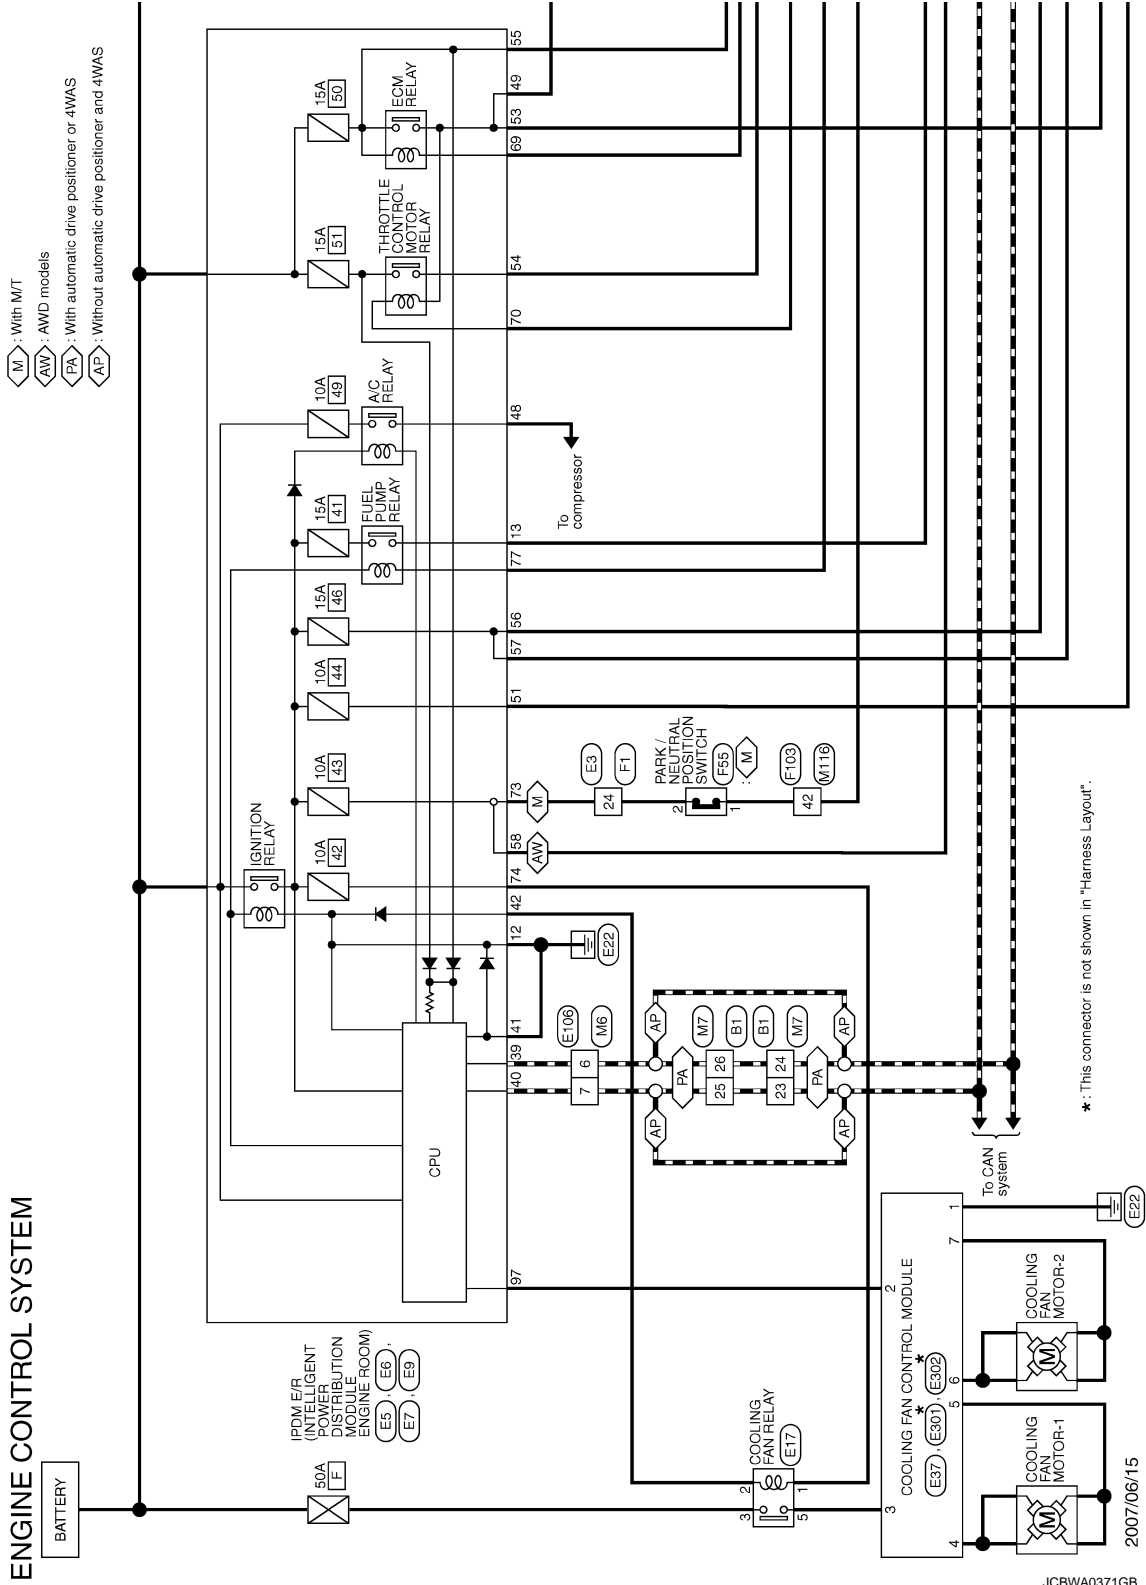 ENGINE CONTROL SYSTEM
BATTERY
M : With M/T
AW : AWD models
PA : With automatic drive positioner or 4WAS
AP : Without automatic drive positioner and 4WAS
50A
F
IPDM E/R
(INTELLIGENT
POWER
DISTRIBUTION
MODULE
ENGINE ROOM)
E5 , E6 ,
E7 , E9
IGNITION
RELAY
10A
42
10A
43
10A
44
15A
46
15A
41
FUEL
PUMP
RELAY
10A
49
A/C
RELAY
15A
51
THROTTLE
CONTROL
MOTOR
RELAY
15A
50
ECM
RELAY
CPU
97
40
39
41
12
42
74
58
73
51
57
56
77
13
48
70
54
69
53
49
55
AW
M
To
compressor
E22
E106
M6
7
6
E3
F1
24
PARK /
NEUTRAL
POSITION
SWITCH
F55
: M
2
1
F103
M116
42
AP
AP
PA
M7
B1
B1
M7
25
26
23
24
PA
AP
AP
COOLING
FAN RELAY
E17
2
3
1
5
To CAN
system
COOLING FAN CONTROL MODULE
E37 , E301 * , E302 *
3
2
4
5
6
7
1
COOLING
FAN
MOTOR-1
M
COOLING
FAN
MOTOR-2
M
E22
* : This connector is not shown in "Harness Layout".
2007/06/15
JCBWA0371GB